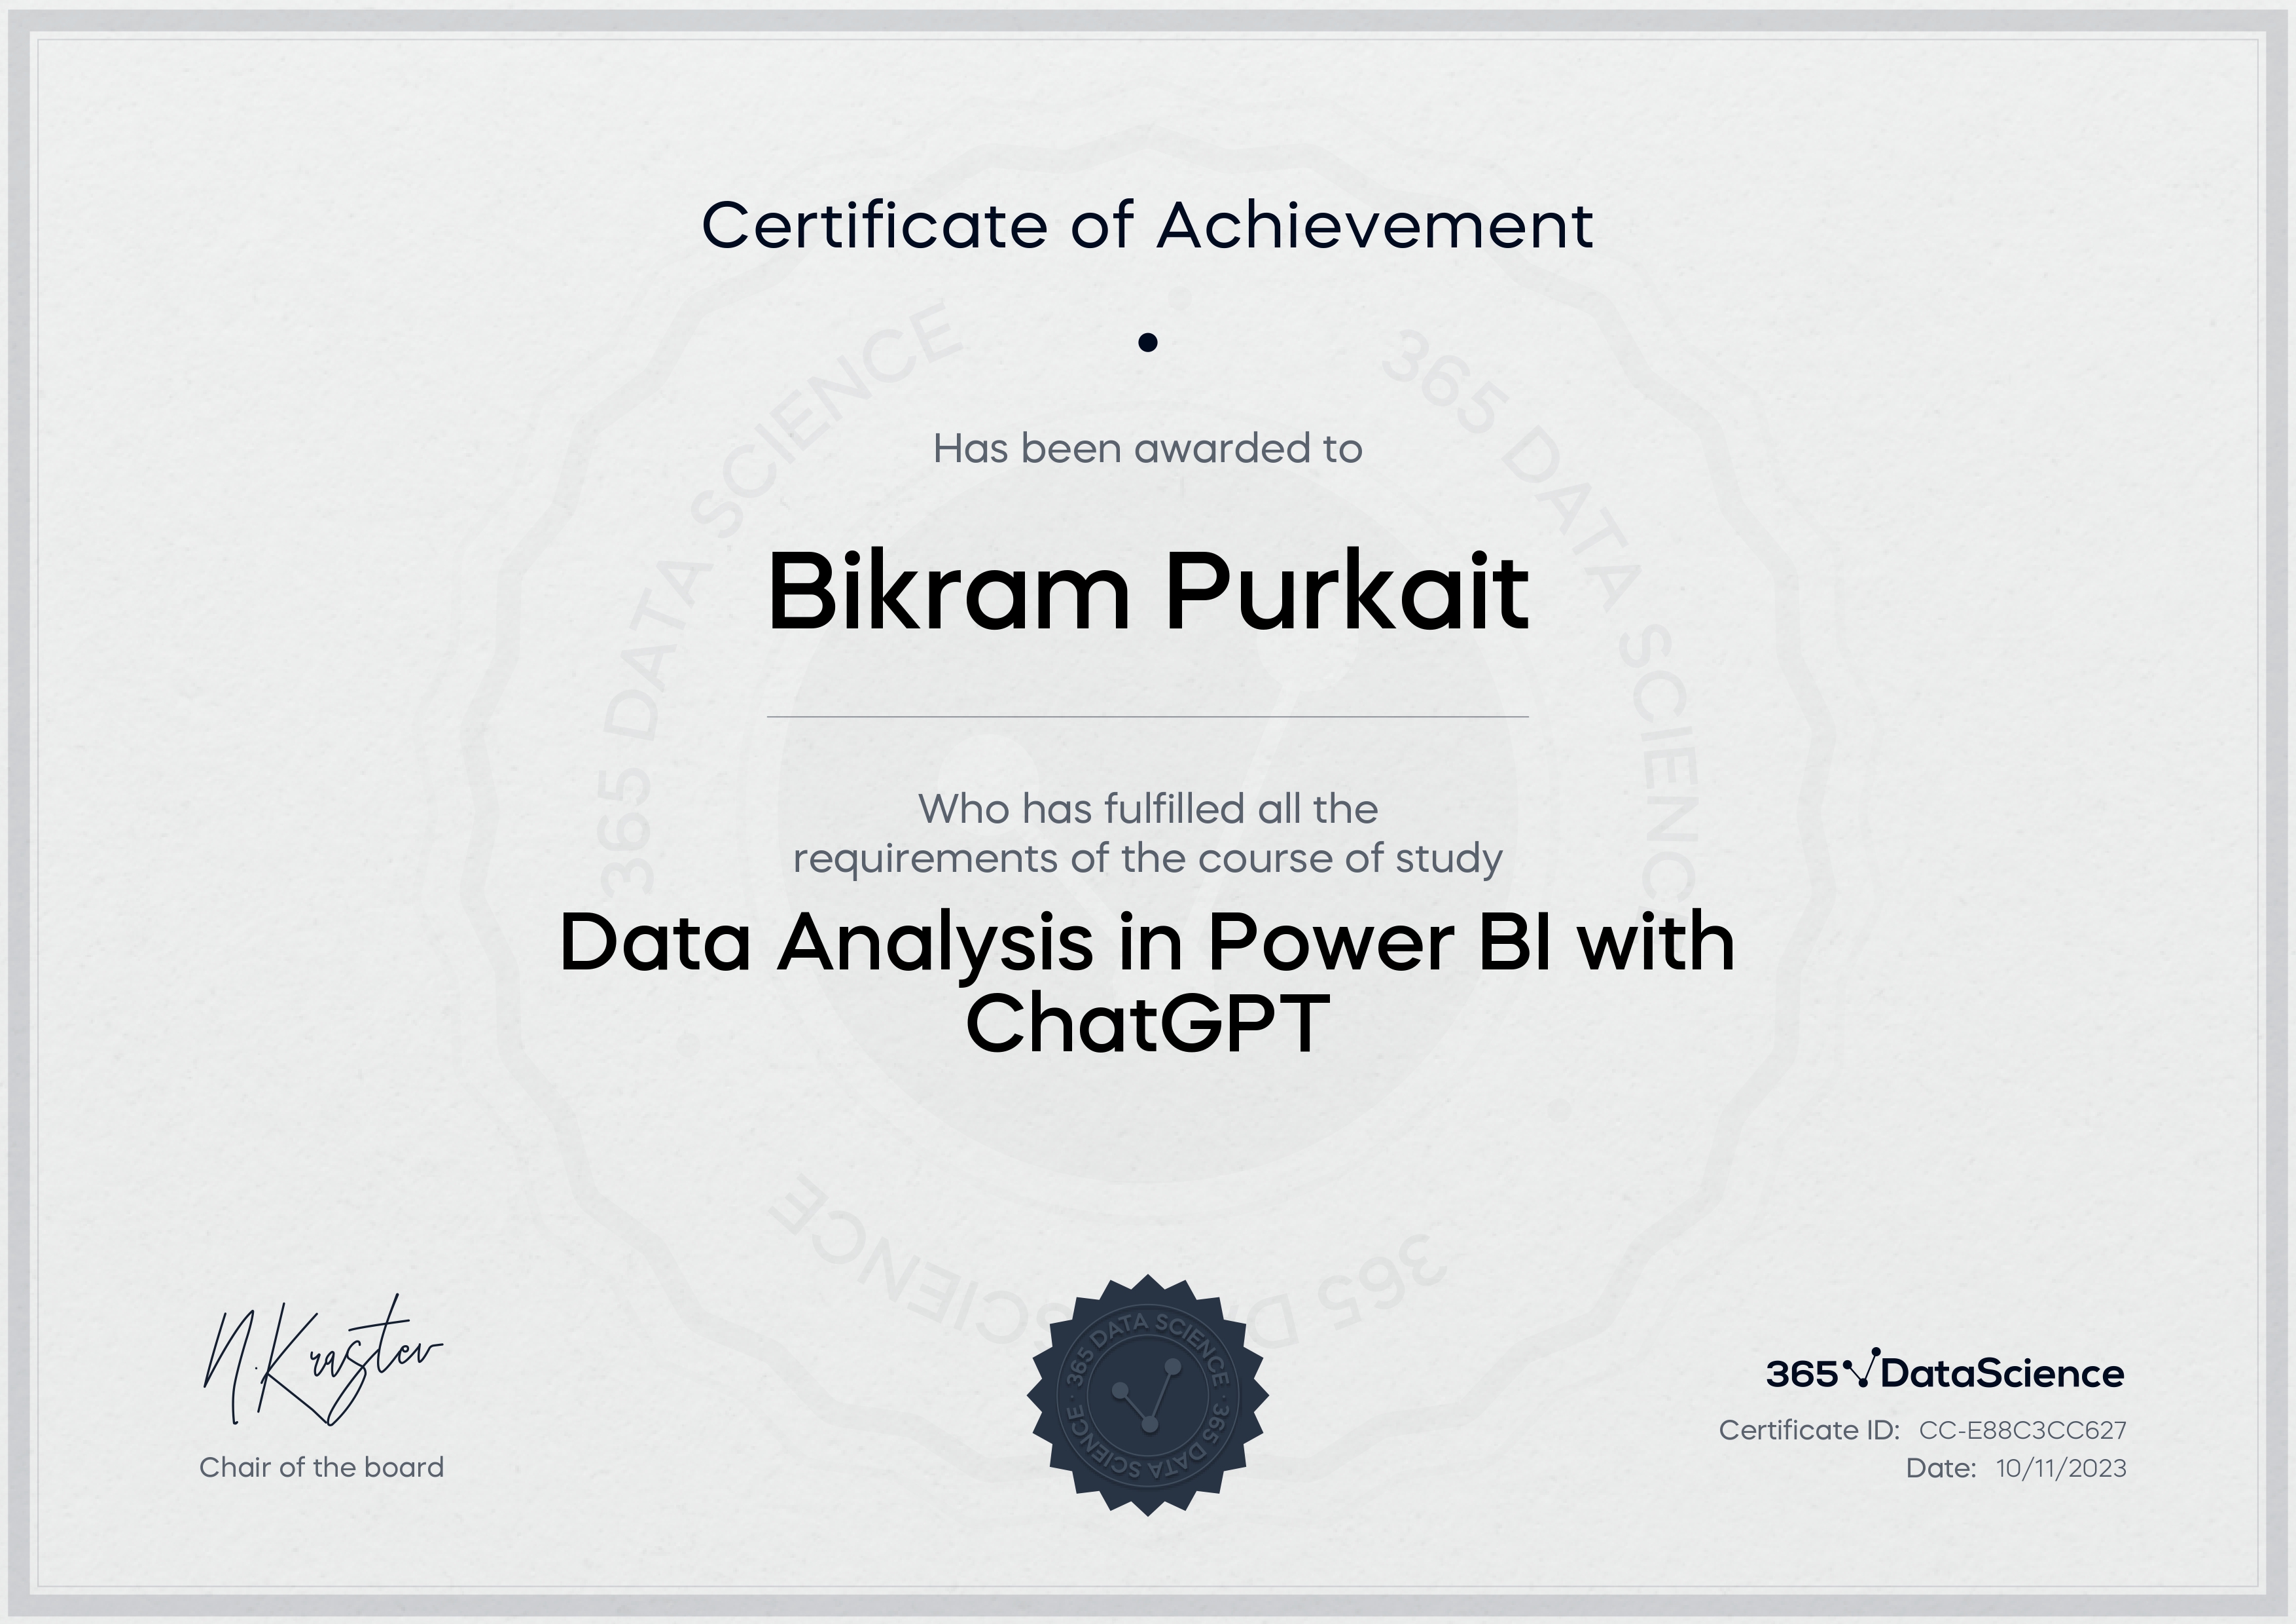 Certificate of Achievement
Has been awarded to
Bikram Purkait
Who has fulfilled all the
requirements of the course of study
Data Analysis in Power BI with
ChatGPT
365 DATA SCIENCE
365 DATA SCIENCE
365 DATA SCIENCE
N.Krastev
Chair of the board
365 DATA SCIENCE · 365 DATA SCIENCE ·
365 DataScience
Certificate ID: CC-E88C3CC627
Date: 10/11/2023